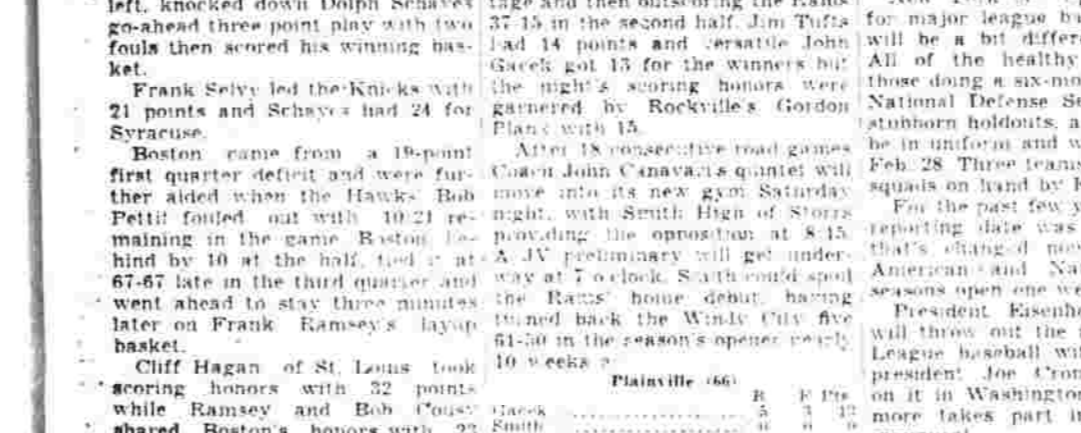 left, knocked down Dolph Schayes
go-ahead three point play with two
fouls then scored his winning bas-
ket.
Frank Selvy led the Knicks with
21 points and Schayes had 24 for
Syracuse.
Boston came from a 19-point
first quarter deficit and were fur-
ther aided when the Hawks' Bob
Pettit fouled out with 10:21 re-
maining in the game. Boston, be-
hind by 10 at the half, tied it at
67-67 late in the third quarter and
went ahead to stay three minutes
later on Frank Ramsey's layup
basket.
Cliff Hagan of St. Louis took
scoring honors with 32 points
while Ramsey and Bob Cousy
shared Boston's honors with 23
tage and then outscoring the Rams
37-15 in the second half. Jim Tufts
had 14 points and versatile John
Gacek got 13 for the winners but
the night's scoring honors were
garnered by Rockville's Gordon
with 15.
After 18 consecutive road games
Coach John Canavari's quintet will
move into its new gym Saturday
night, with Smith High of Storrs
providing the opposition at 8:15.
A JV preliminary will get under-
way at 7 o'clock. Smith could spoil
the Rams' home debut, having
turned back the Windy City five
61-50 in the season's opener nearly
10 weeks
Plainville (66)
B F Pts
Gacek 5 3 13
Smith 0 0 0
for major league
will be a bit
All of the healthy
those doing a
National Defense
stubborn holdouts,
be in uniform and
Feb. 28. Three
squads on hand by
For the past few
reporting date was
that's changed
American and
seasons open one
President
will throw out the
League baseball
president Joe
on it in Washington
more takes part